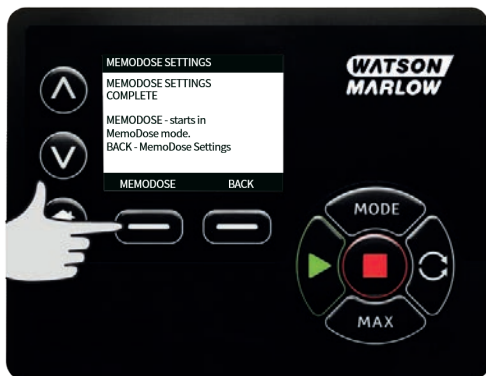 MEMODOSE SETTINGS
MEMODOSE SETTINGS
COMPLETE
MEMODOSE - starts in
MemoDose mode.
BACK - MemoDose Settings
MEMODOSE BACK
WATSON
MARLOW
MODE
MAX